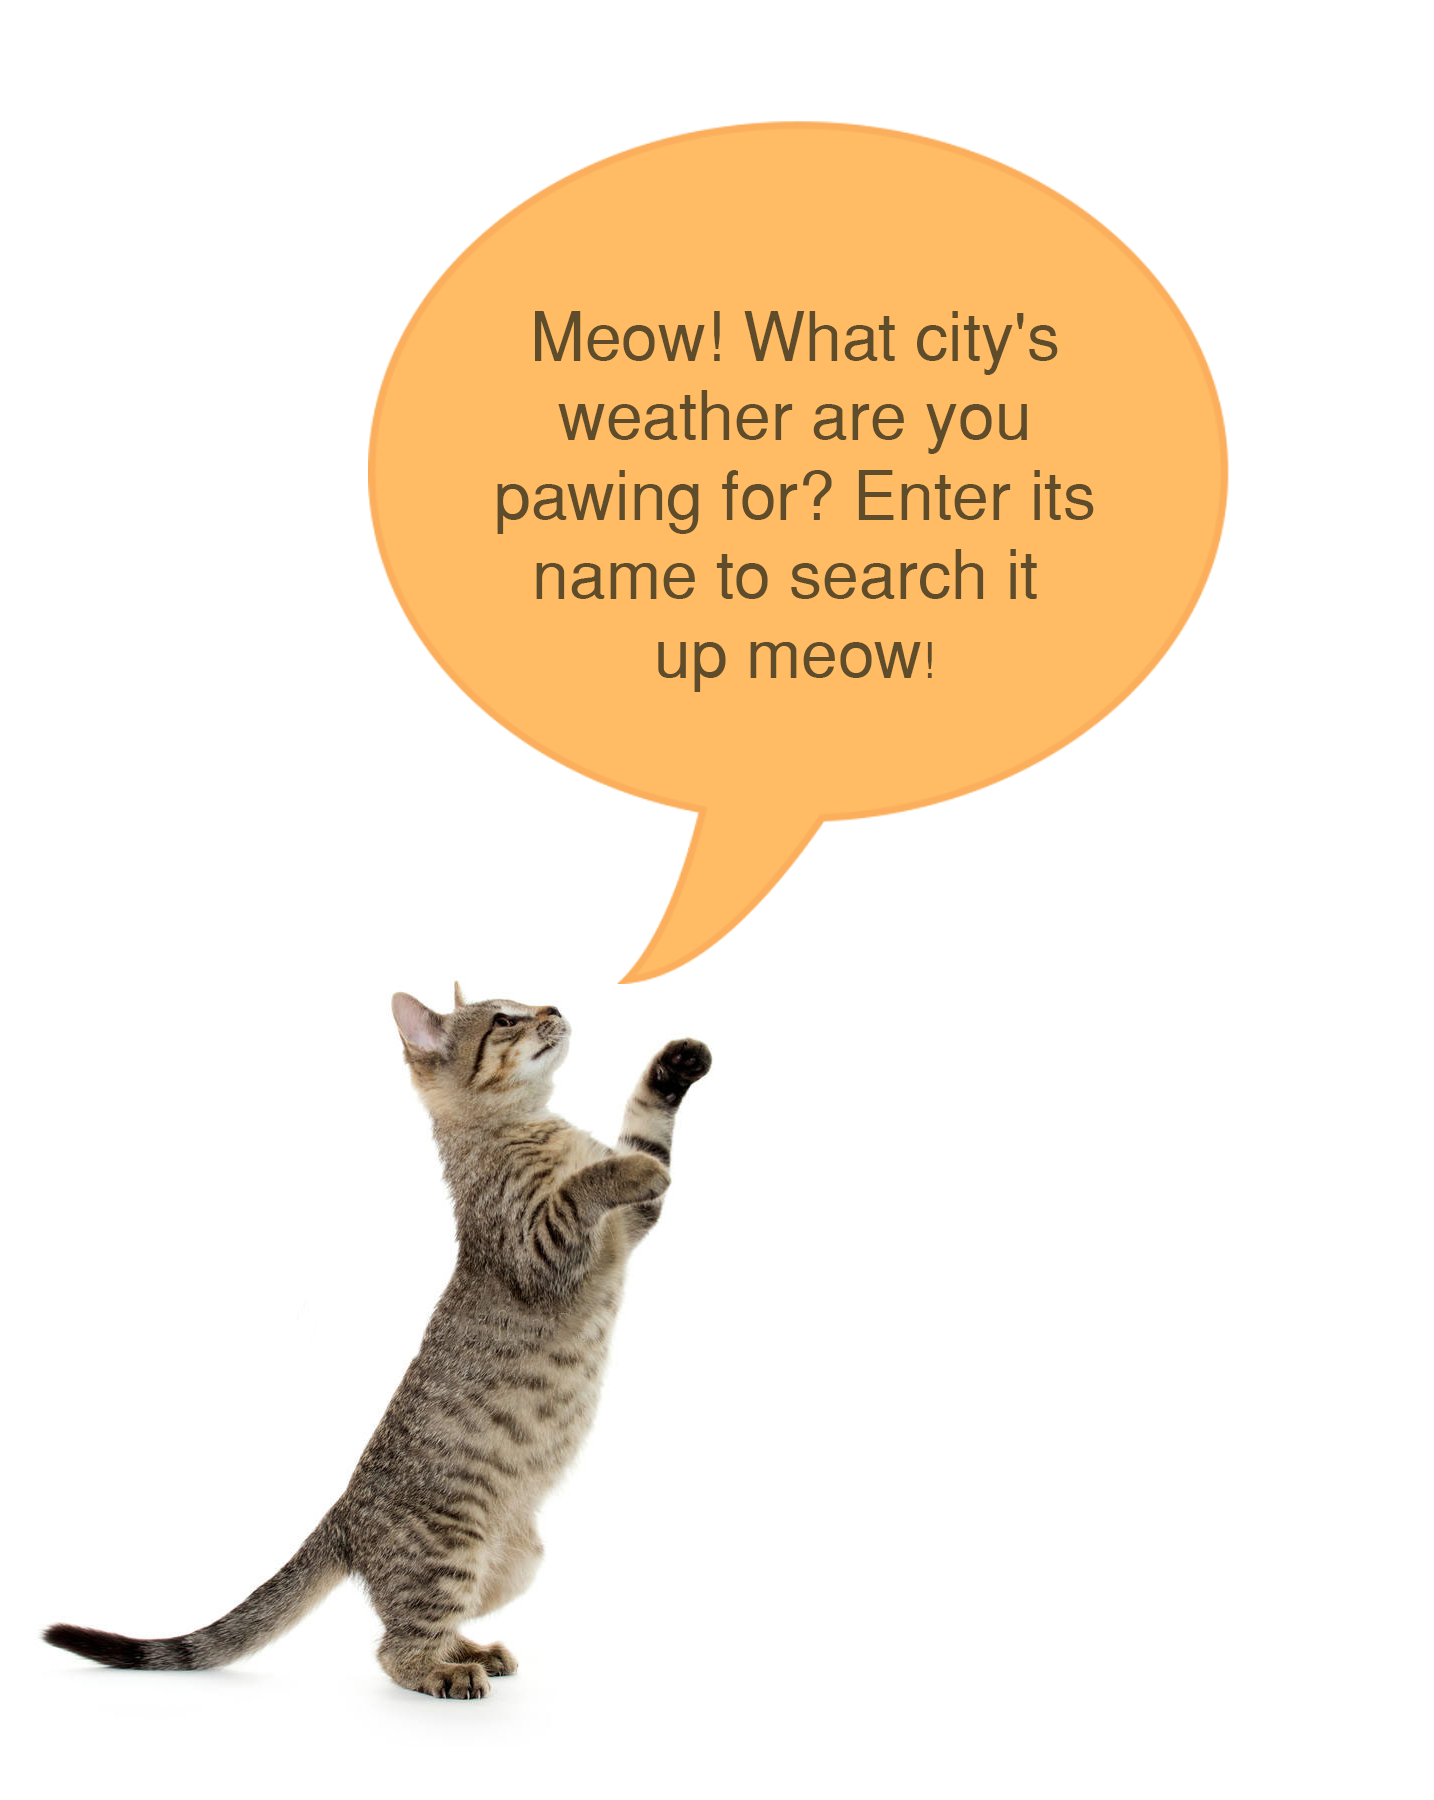 Meow! What city's
weather are you
pawing for? Enter its
name to search it
up meow!